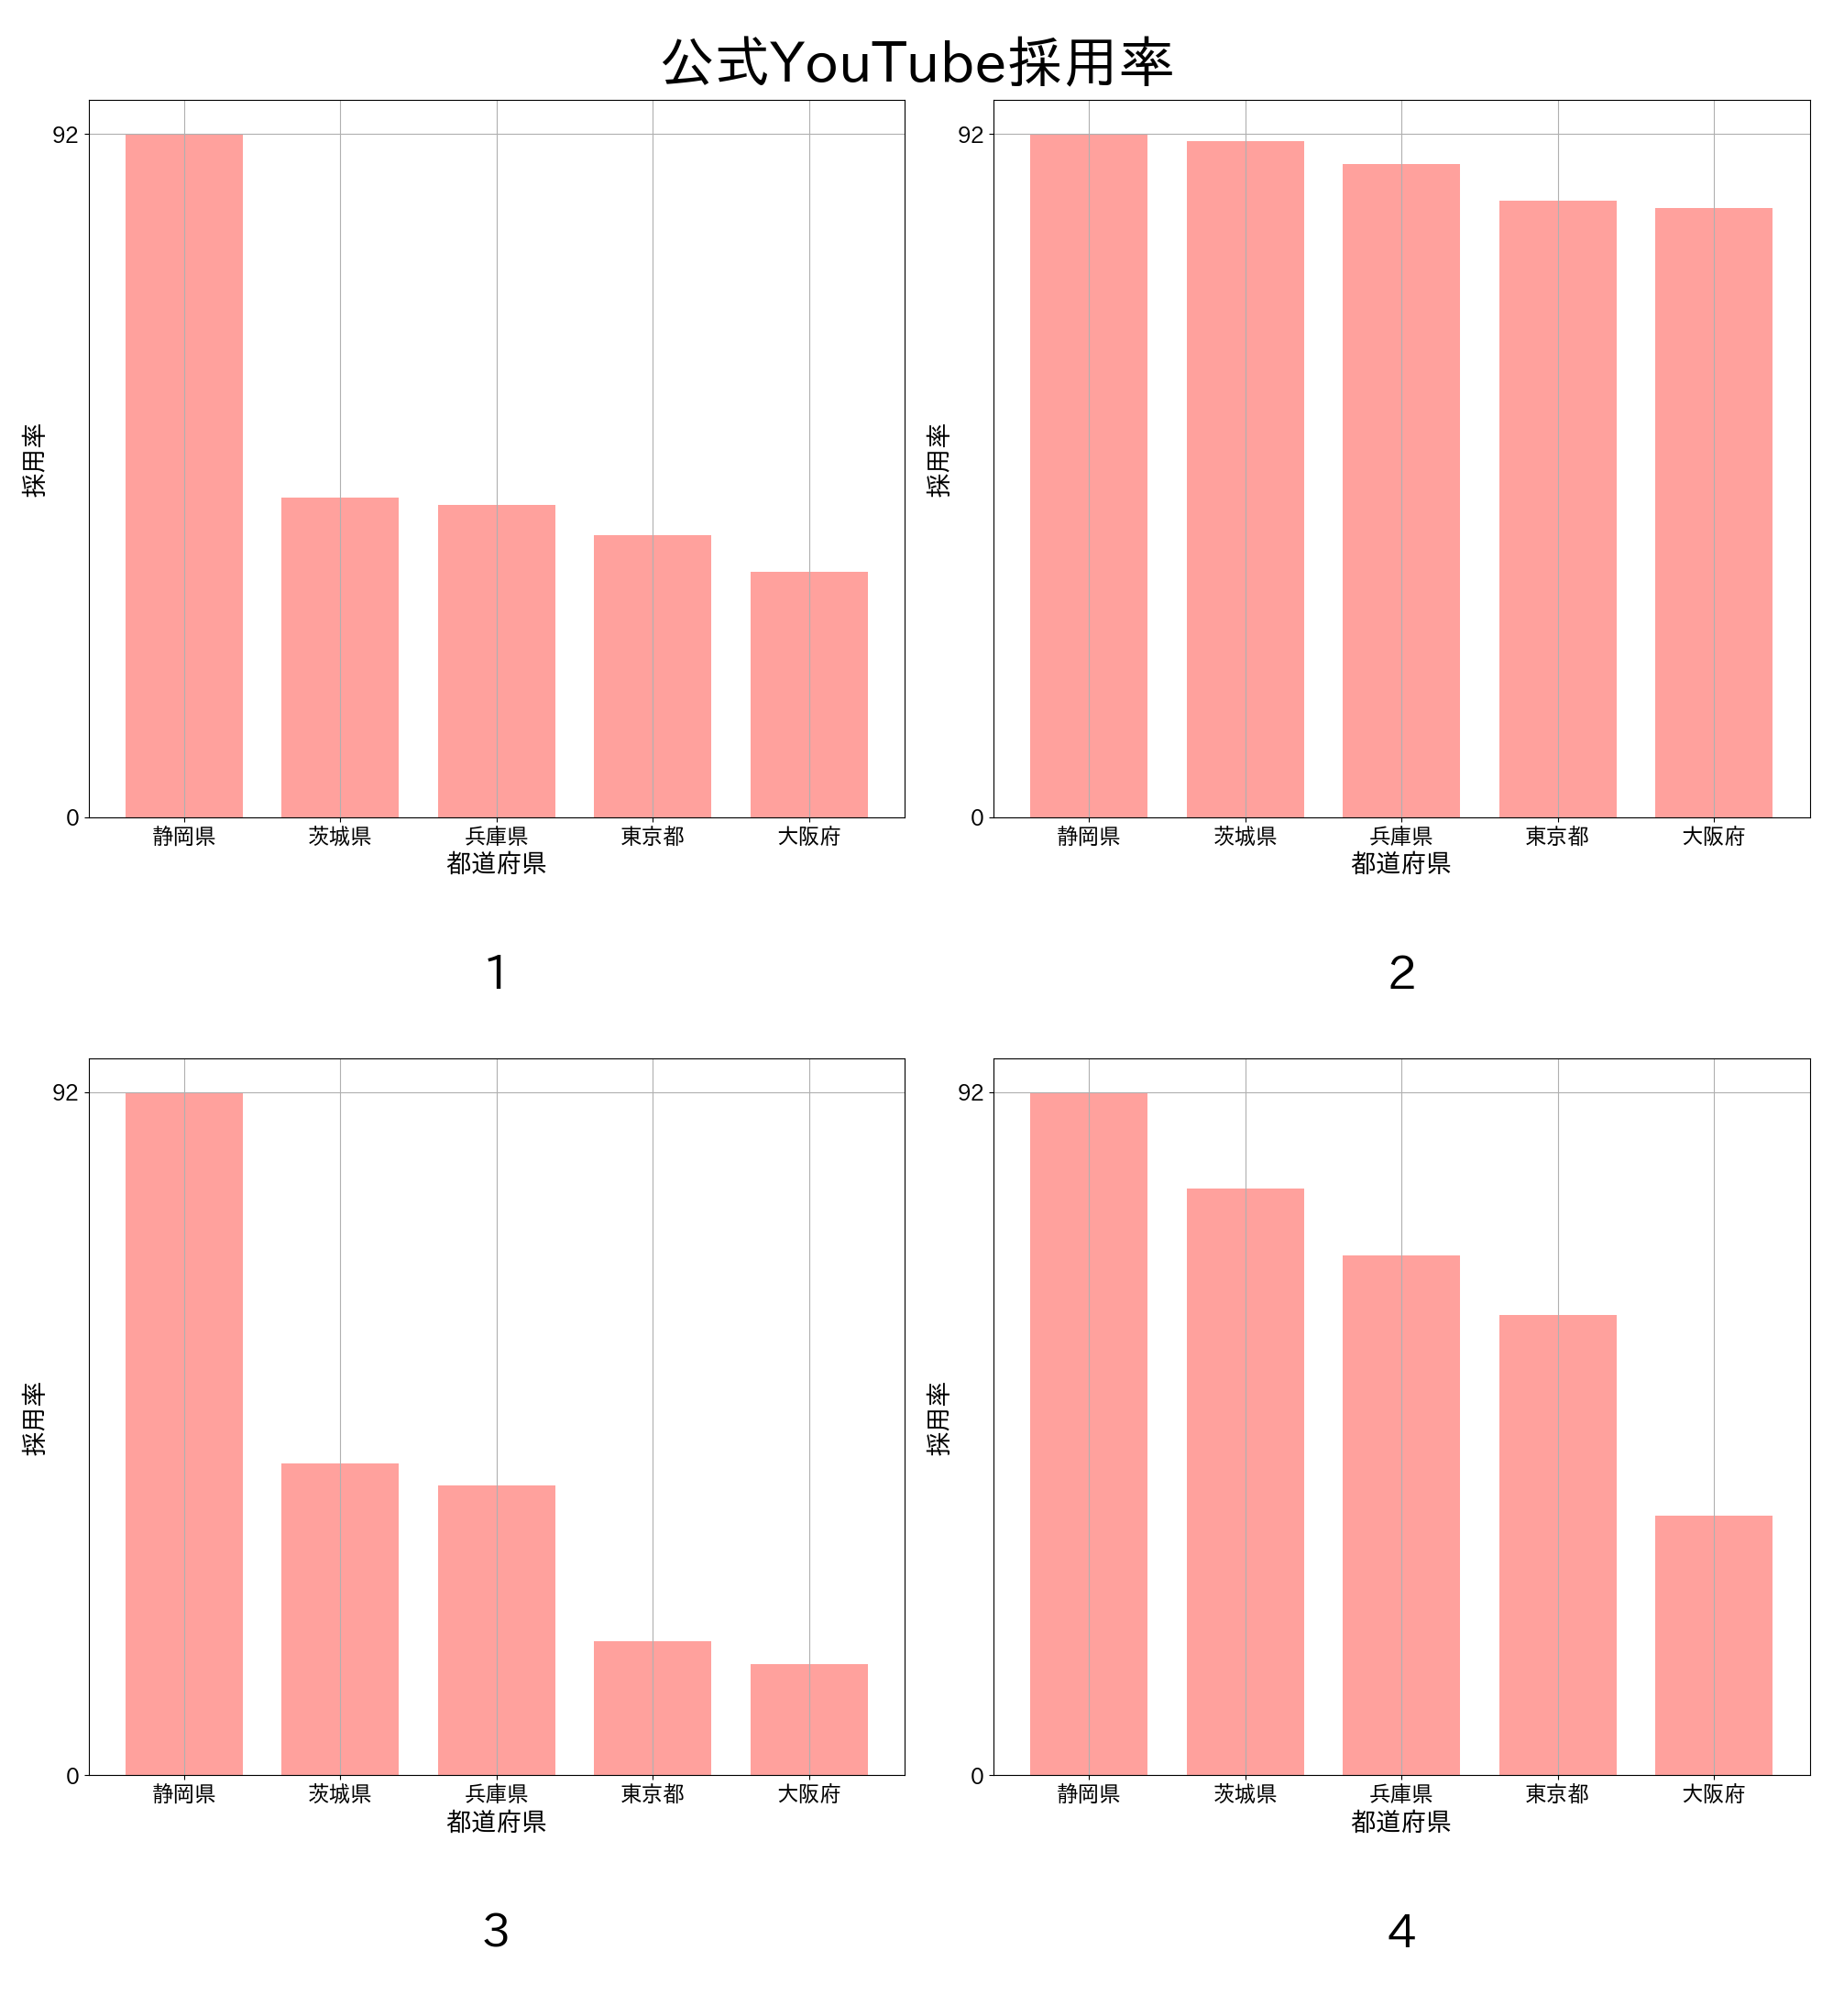 公式YouTube採用率
92
採用率
0
静岡県 茨城県 兵庫県 東京都 大阪府
都道府県
1
92
採用率
0
静岡県 茨城県 兵庫県 東京都 大阪府
都道府県
2
92
採用率
0
静岡県 茨城県 兵庫県 東京都 大阪府
都道府県
3
92
採用率
0
静岡県 茨城県 兵庫県 東京都 大阪府
都道府県
4